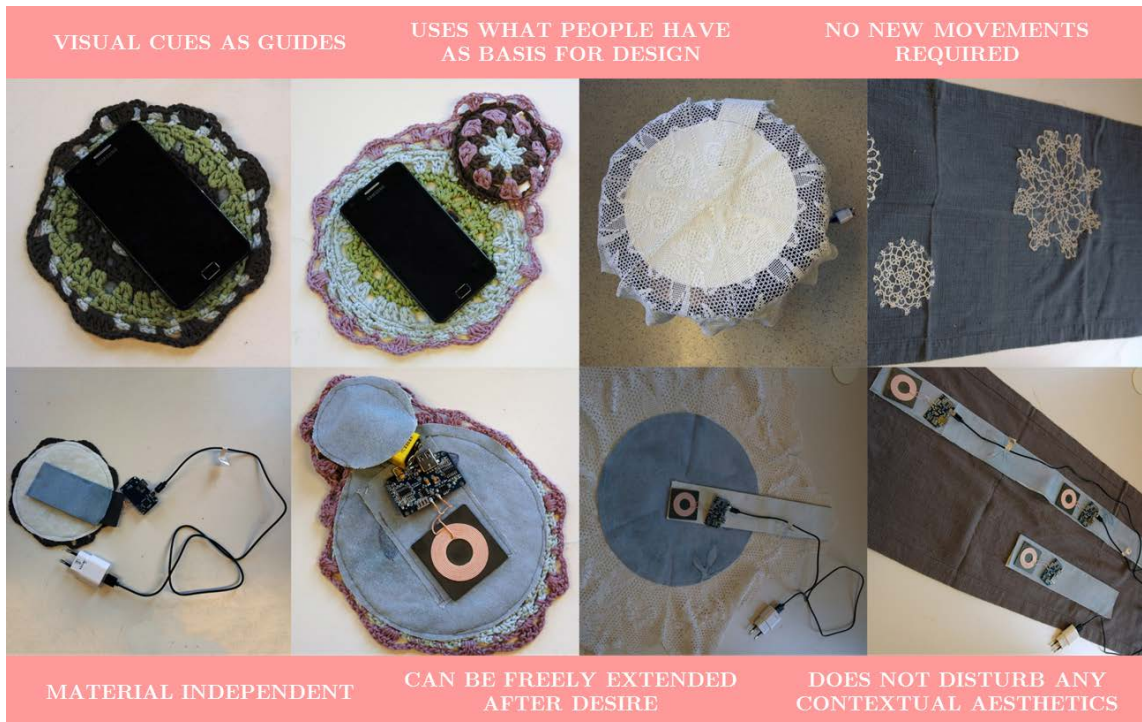 VISUAL CUES AS GUIDES
USES WHAT PEOPLE HAVE
AS BASIS FOR DESIGN
NO NEW MOVEMENTS
REQUIRED
MATERIAL INDEPENDENT
CAN BE FREELY EXTENDED
AFTER DESIRE
DOES NOT DISTURB ANY
CONTEXTUAL AESTHETICS